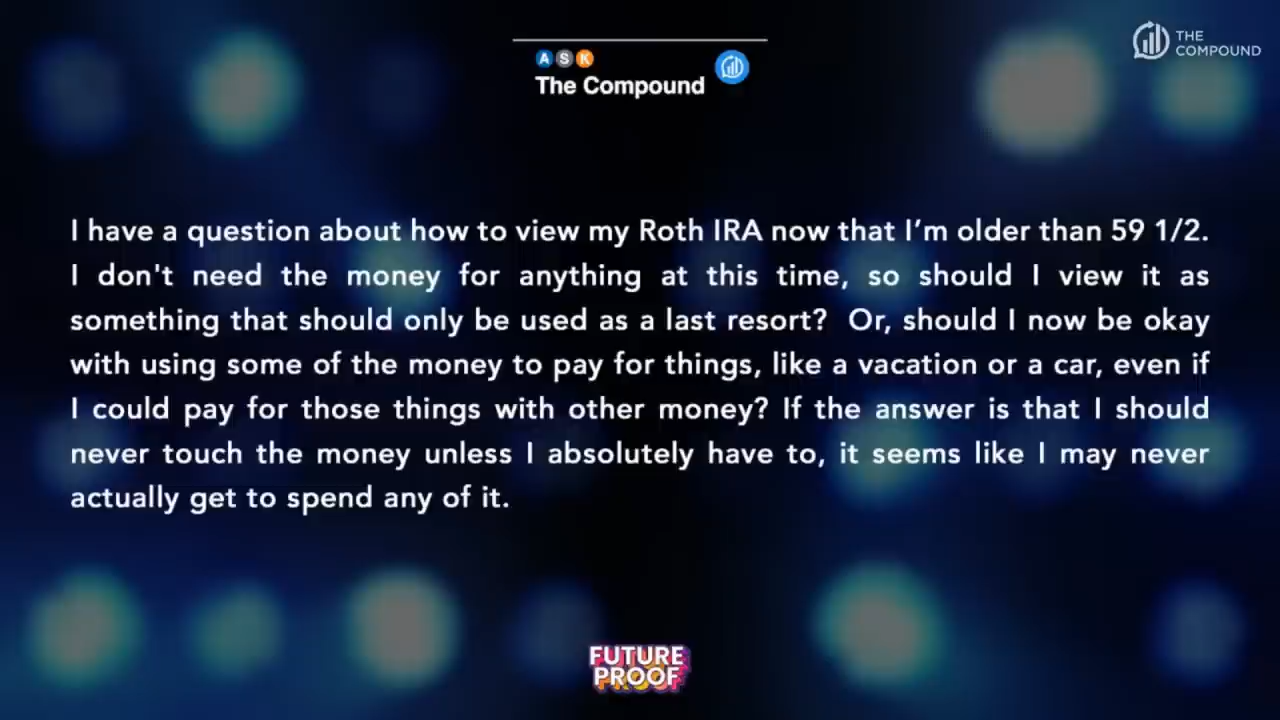 ASK
The Compound
THE
COMPOUND
I have a question about how to view my Roth IRA now that I’m older than 59 1/2.
I don't need the money for anything at this time, so should I view it as
something that should only be used as a last resort? Or, should I now be okay
with using some of the money to pay for things, like a vacation or a car, even if
I could pay for those things with other money? If the answer is that I should
never touch the money unless I absolutely have to, it seems like I may never
actually get to spend any of it.
FUTURE
PROOF